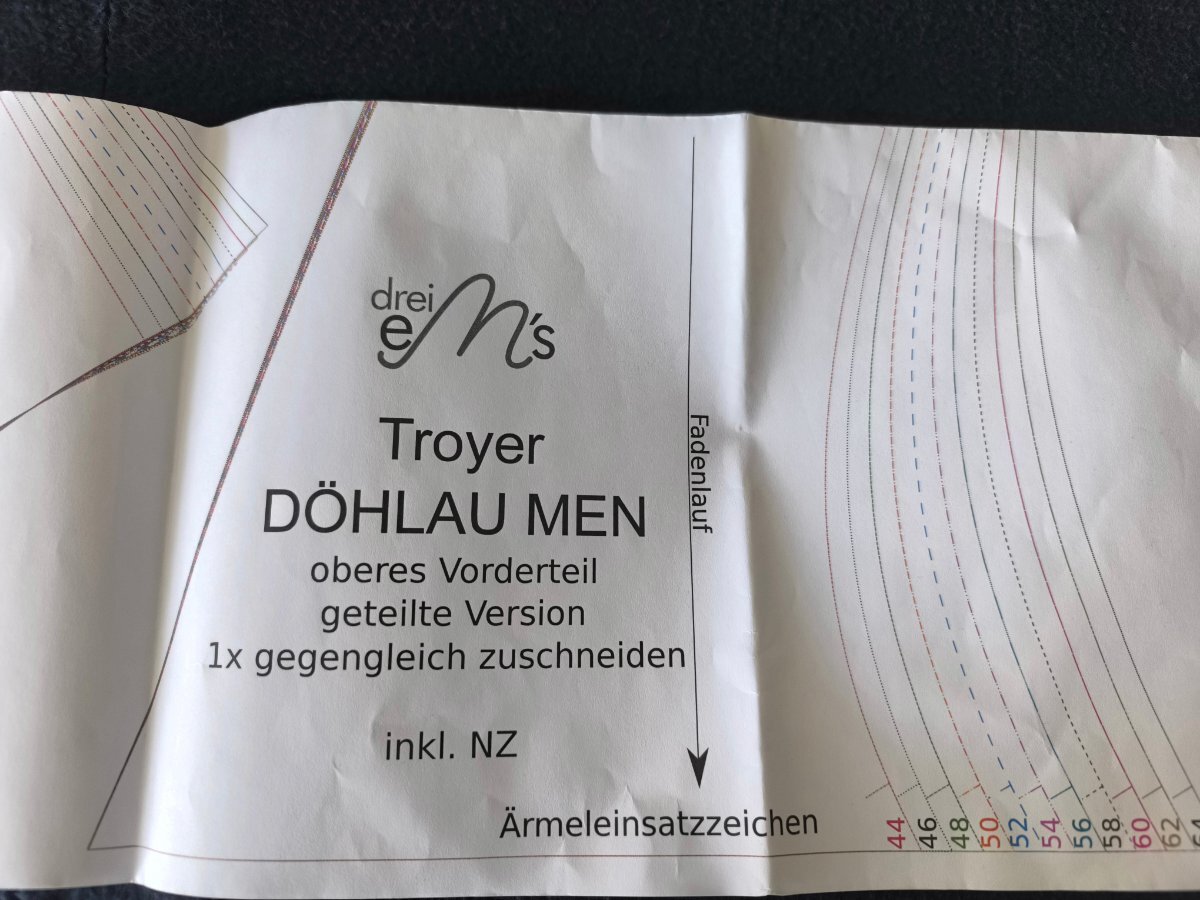 drei
eM's
Troyer
DÖHLAU MEN
oberes Vorderteil
geteilte Version
1x gegengleich zuschneiden
inkl. NZ
Fadenlauf
Ärmeleinsatzzeichen
44 46 48 50 52 54 56 58 60 62 64